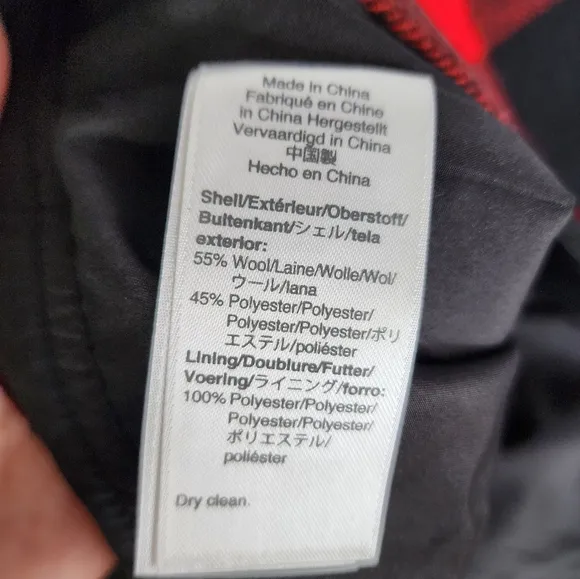 Made in China
Fabriqué en Chine
In China Hergestellt
Vervaardigd in China
中国製
Hecho en China
Shell/Extérieur/Oberstoff/
Buitenkant/シェル/tela
exterior:
55% Wool/Laine/Wolle/Wol/
ウール/lana
45% Polyester/Polyester/
Polyester/Polyester/ポリ
エステル/poliéster
Lining/Doublure/Futter/
Voering/ライニング/forro:
100% Polyester/Polyester/
Polyester/Polyester/
ポリエステル/
poliéster
Dry clean.